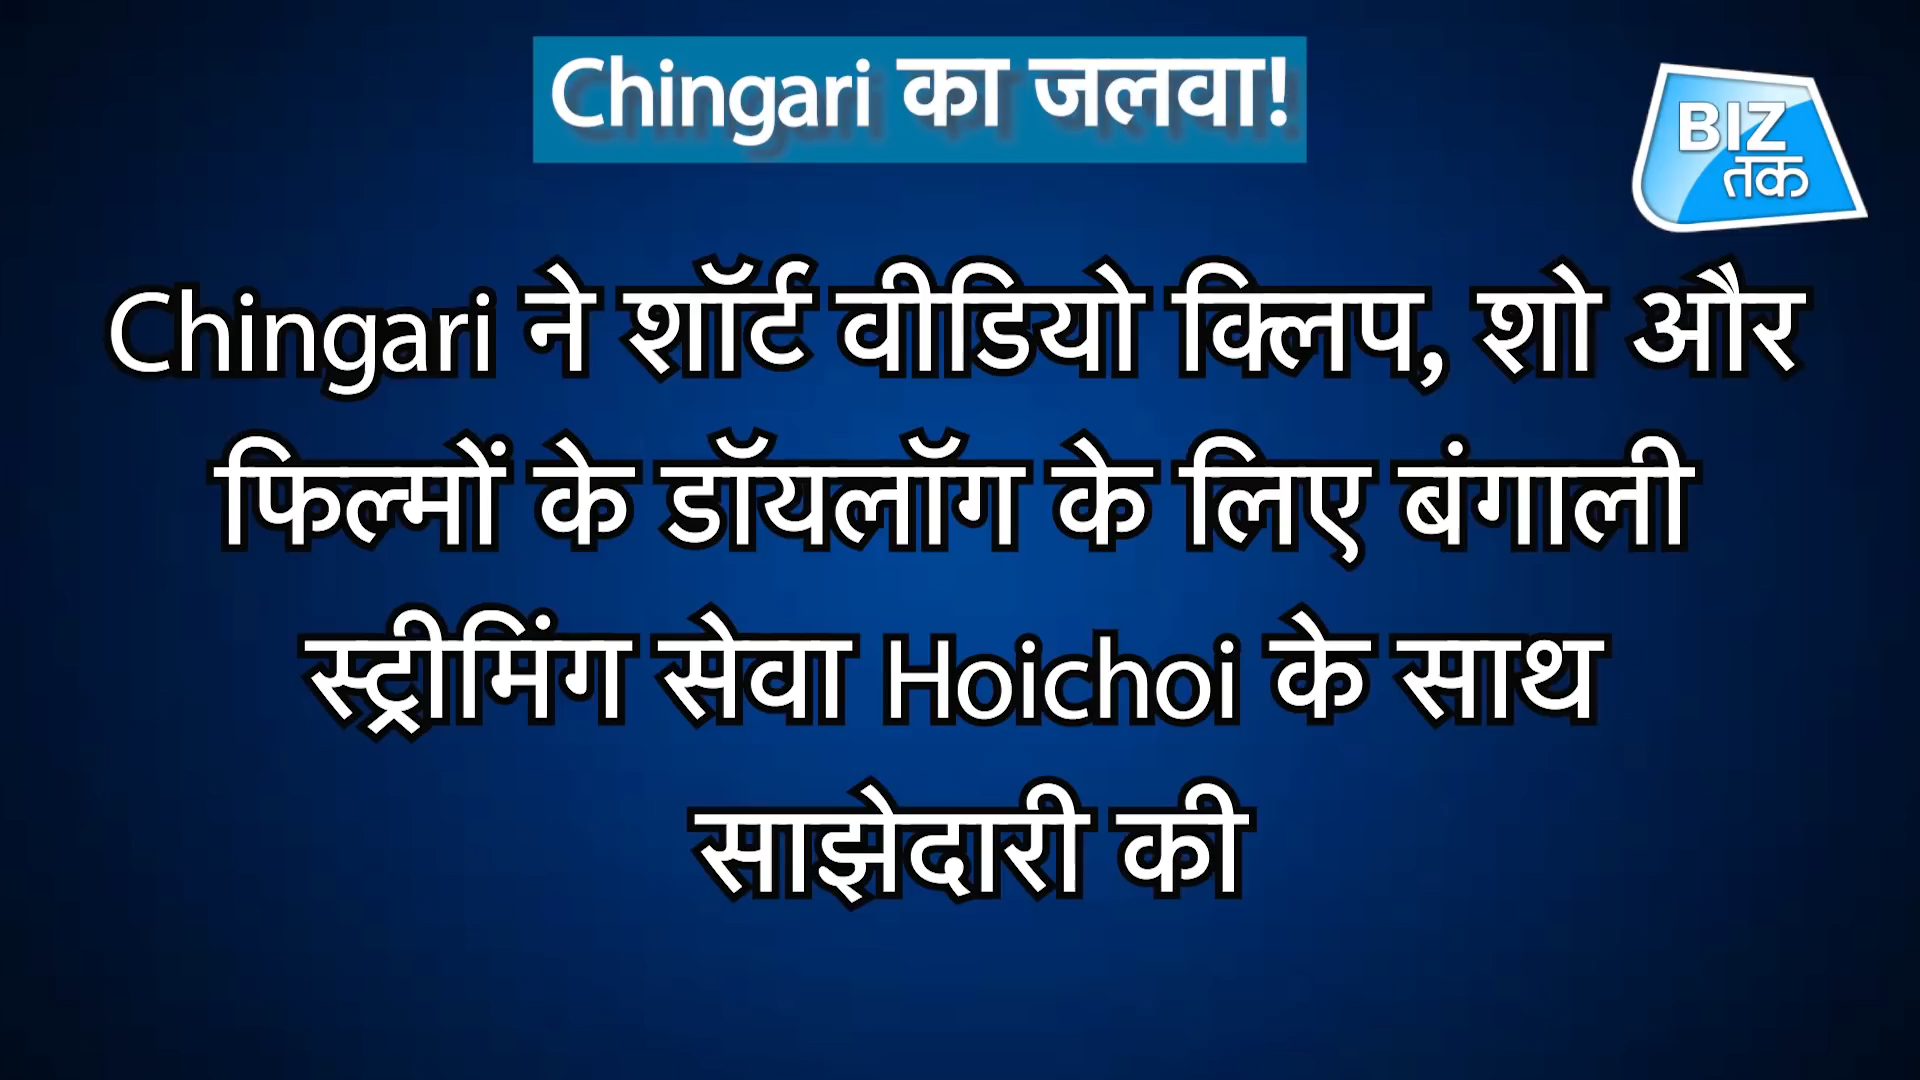 Chingari का जलवा!
BIZ
तक
Chingari ने शॉर्ट वीडियो क्लिप, शो और
फिल्मों के डॉयलॉग के लिए बंगाली
स्ट्रीमिंग सेवा Hoichoi के साथ
साझेदारी की